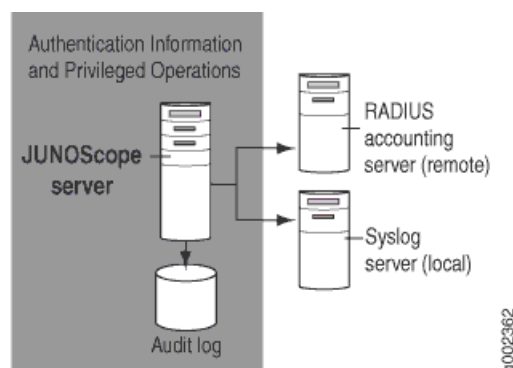 Authentication Information
and Privileged Operations
JUNOScope
server
RADIUS
accounting
server (remote)
Syslog
server (local)
Audit log
g002362